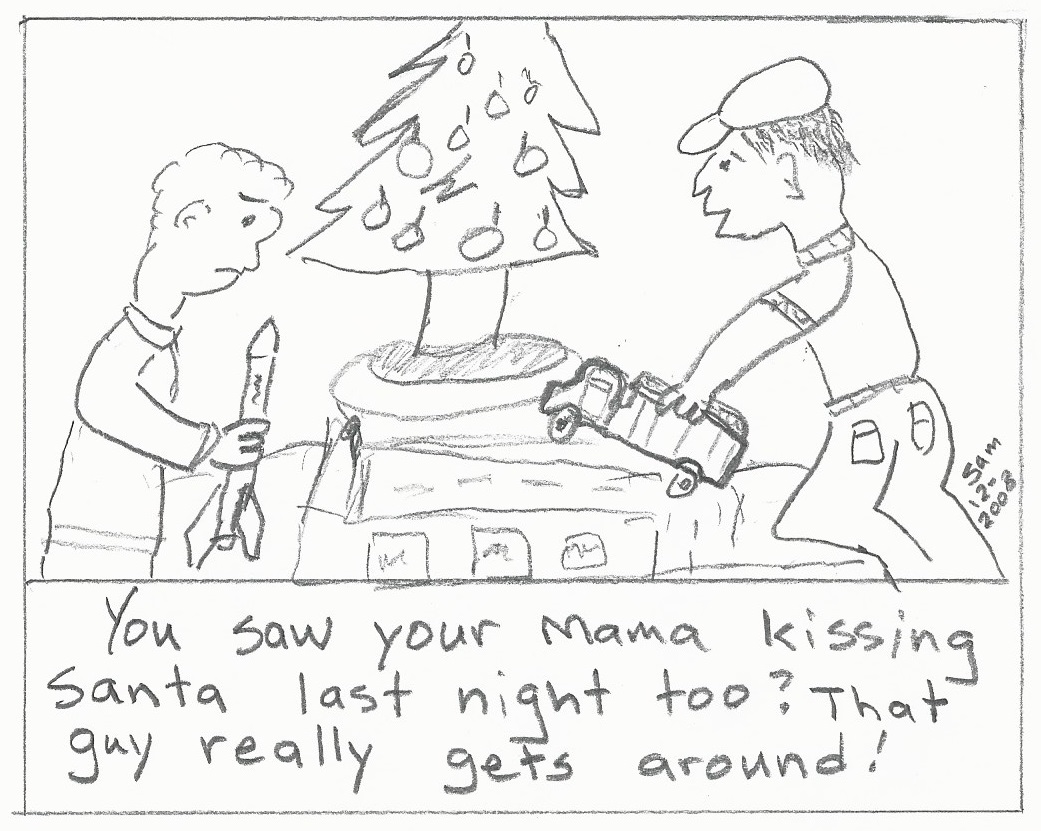 Sam
12-
2008
You saw your Mama kissing
Santa last night too? That
guy really gets around!